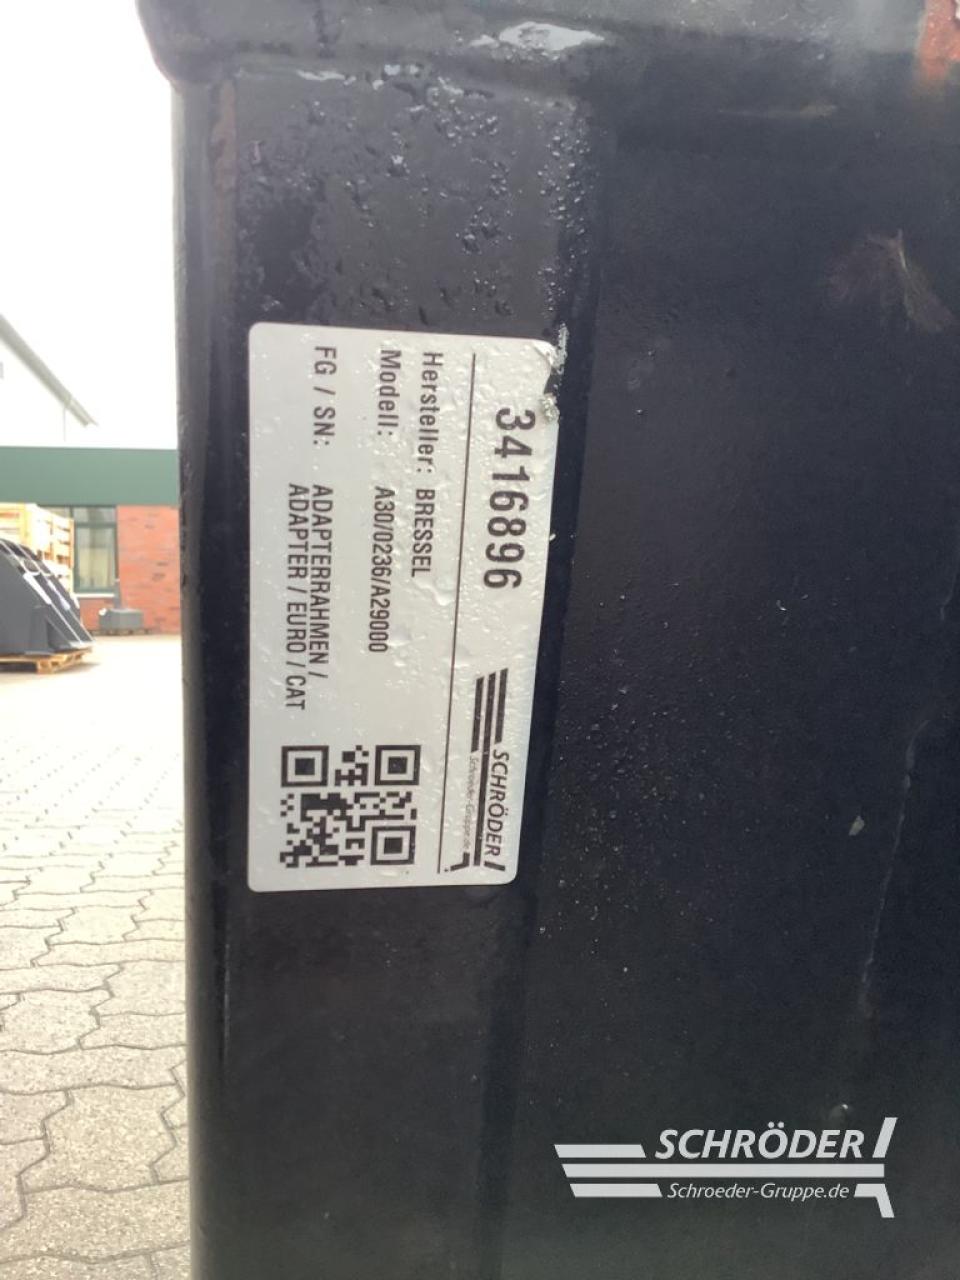 3416896
SCHRÖDER
Schroeder-Gruppe.de
Hersteller: BRESSEL
Modell: A30/0236/A29000
FG / SN: ADAPTERRAHMEN /
ADAPTER / EURO / CAT
SCHRÖDER
Schroeder-Gruppe.de